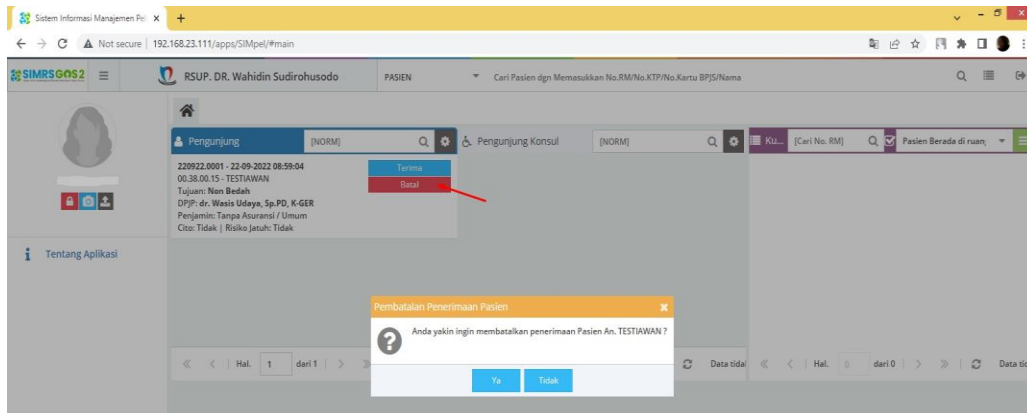 Sistem Informasi Manajemen Pel
Not secure | 192.168.23.111/apps/SIMpel/#main
SIMRSGOS2
RSUP. DR. Wahidin Sudirohusodo
PASIEN
Cari Pasien dgn Memasukkan No.RM/No.KTP/No.Kartu BPJS/Nama
Pengunjung
[NORM]
Pengunjung Konsul
[NORM]
Ku...
[Cari No. RM]
Pasien Berada di ruan
220922.0001 - 22-09-2022 08:59:04
00.38.00.15 - TESTIAWAN
Tujuan: Non Bedah
DPJP: dr. Wasis Udaya, Sp.PD, K-GER
Penjamin: Tanpa Asuransi / Umum
Cito: Tidak | Risiko Jatuh: Tidak
Terima
Batal
Tentang Aplikasi
Pembatalan Penerimaan Pasien
Anda yakin ingin membatalkan penerimaan Pasien An. TESTIAWAN ?
Ya
Tidak
Hal. 1 dari 1
Data tidal
Hal. 0 dari 0
Data tid